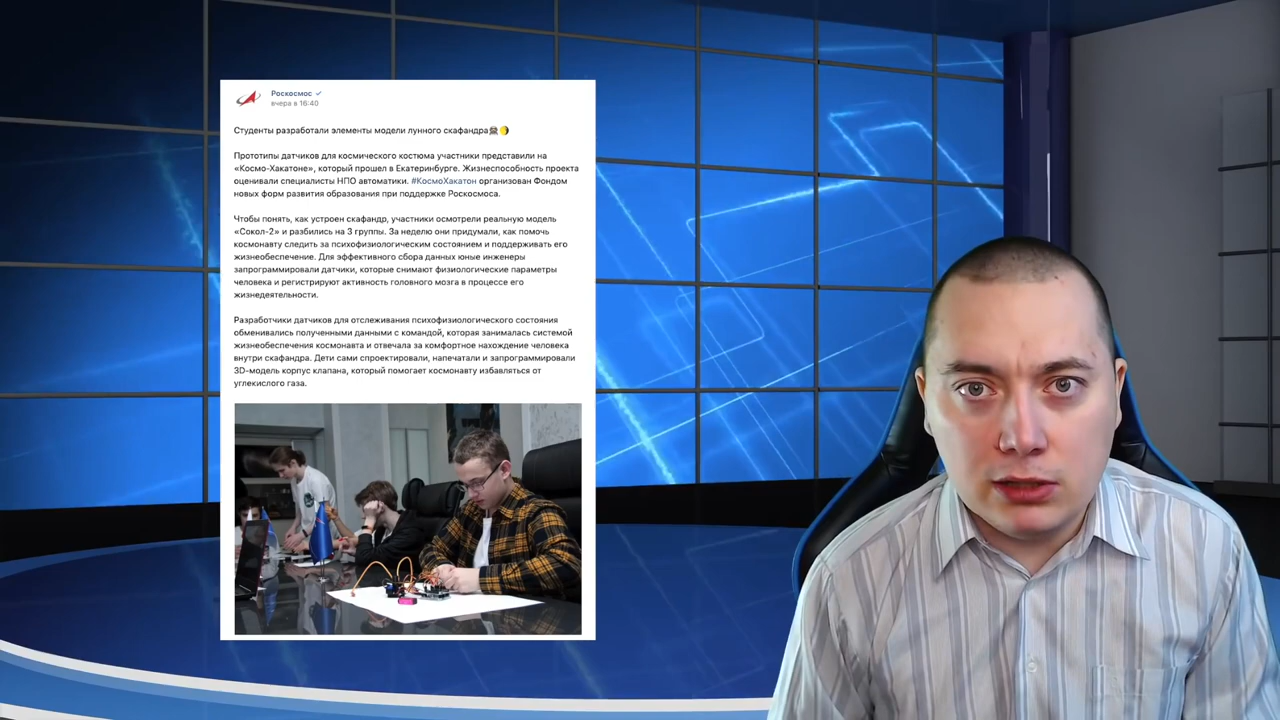 Роскосмос
вчера в 16:40
Студенты разработали элементы модели лунного скафандра
Прототипы датчиков для космического костюма участники представили на
«Космо-Хакатоне», который прошел в Екатеринбурге. Жизнеспособность проекта
оценивали специалисты НПО автоматики. #КосмоХакатон организован Фондом
новых форм развития образования при поддержке Роскосмоса.
Чтобы понять, как устроен скафандр, участники осмотрели реальную модель
«Сокол-2» и разбились на 3 группы. За неделю они придумали, как помочь
космонавту следить за психофизиологическим состоянием и поддерживать его
жизнеобеспечение. Для эффективного сбора данных юные инженеры
запрограммировали датчики, которые снимают физиологические параметры
человека и регистрируют активность головного мозга в процессе его
жизнедеятельности.
Разработчики датчиков для отслеживания психофизиологического состояния
обменивались полученными данными с командой, которая занималась системой
жизнеобеспечения космонавта и отвечала за комфортное нахождение человека
внутри скафандра. Дети сами спроектировали, напечатали и запрограммировали
3D-модель корпус клапана, который помогает космонавту избавляться от
углекислого газа.